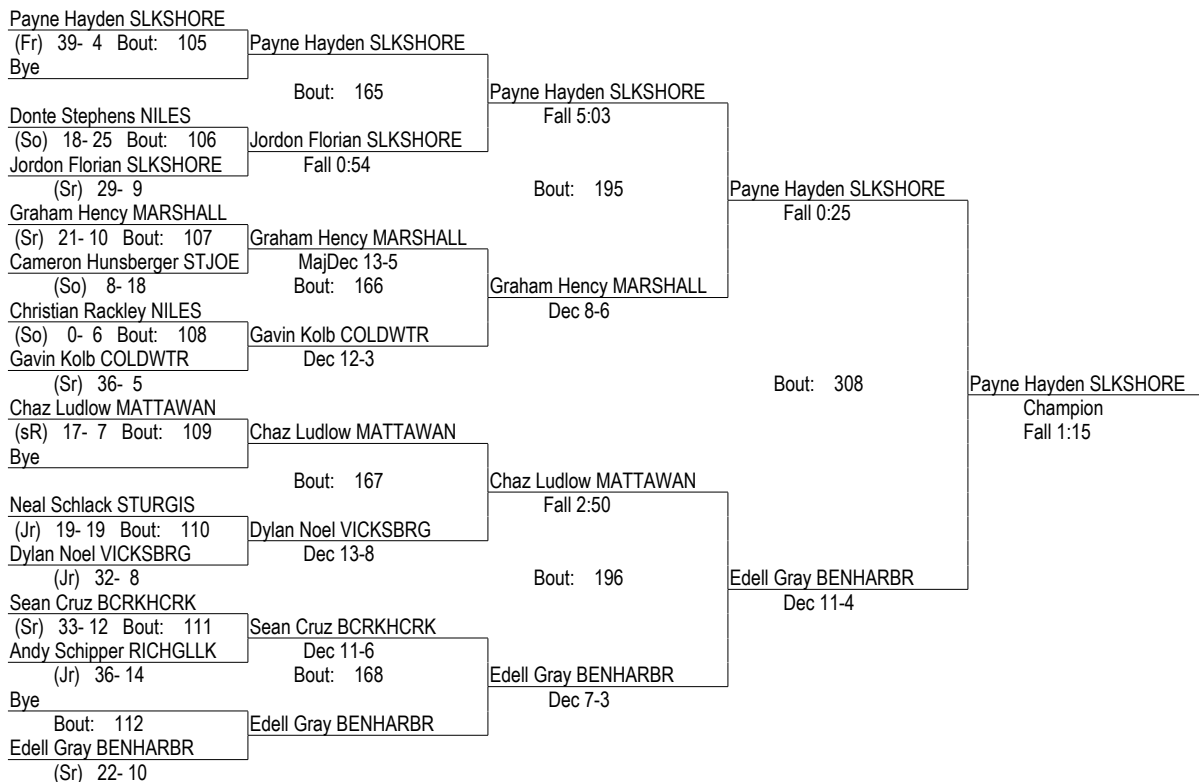 Payne Hayden SLKSHORE
(Fr) 39- 4 Bout: 105
Bye
Donte Stephens NILES
(So) 18- 25 Bout: 106
Jordon Florian SLKSHORE
(Sr) 29- 9
Graham Hency MARSHALL
(Sr) 21- 10 Bout: 107
Cameron Hunsberger STJOE
(So) 8- 18
Christian Rackley NILES
(So) 0- 6 Bout: 108
Gavin Kolb COLDWTR
(Sr) 36- 5
Chaz Ludlow MATTAWAN
(sR) 17- 7 Bout: 109
Bye
Neal Schlack STURGIS
(Jr) 19- 19 Bout: 110
Dylan Noel VICKSBRG
(Jr) 32- 8
Sean Cruz BCRKHCRK
(Sr) 33- 12 Bout: 111
Andy Schipper RICHGLLK
(Jr) 36- 14
Bye
Bout: 112
Edell Gray BENHARBR
(Sr) 22- 10
Payne Hayden SLKSHORE
Bout: 165
Jordon Florian SLKSHORE
Fall 0:54
Graham Hency MARSHALL
MajDec 13-5
Bout: 166
Gavin Kolb COLDWTR
Dec 12-3
Chaz Ludlow MATTAWAN
Bout: 167
Dylan Noel VICKSBRG
Dec 13-8
Sean Cruz BCRKHCRK
Dec 11-6
Bout: 168
Edell Gray BENHARBR
Payne Hayden SLKSHORE
Fall 5:03
Bout: 195
Graham Hency MARSHALL
Dec 8-6
Chaz Ludlow MATTAWAN
Fall 2:50
Bout: 196
Edell Gray BENHARBR
Dec 7-3
Payne Hayden SLKSHORE
Fall 0:25
Bout: 308
Edell Gray BENHARBR
Dec 11-4
Payne Hayden SLKSHORE
Champion
Fall 1:15